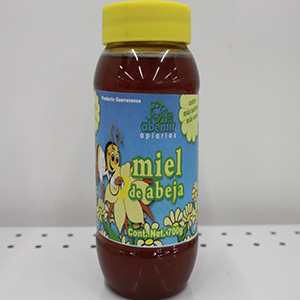 Producto Guerrerense
abemir
apiarios
miel
de abeja
Cont. Net. 700g